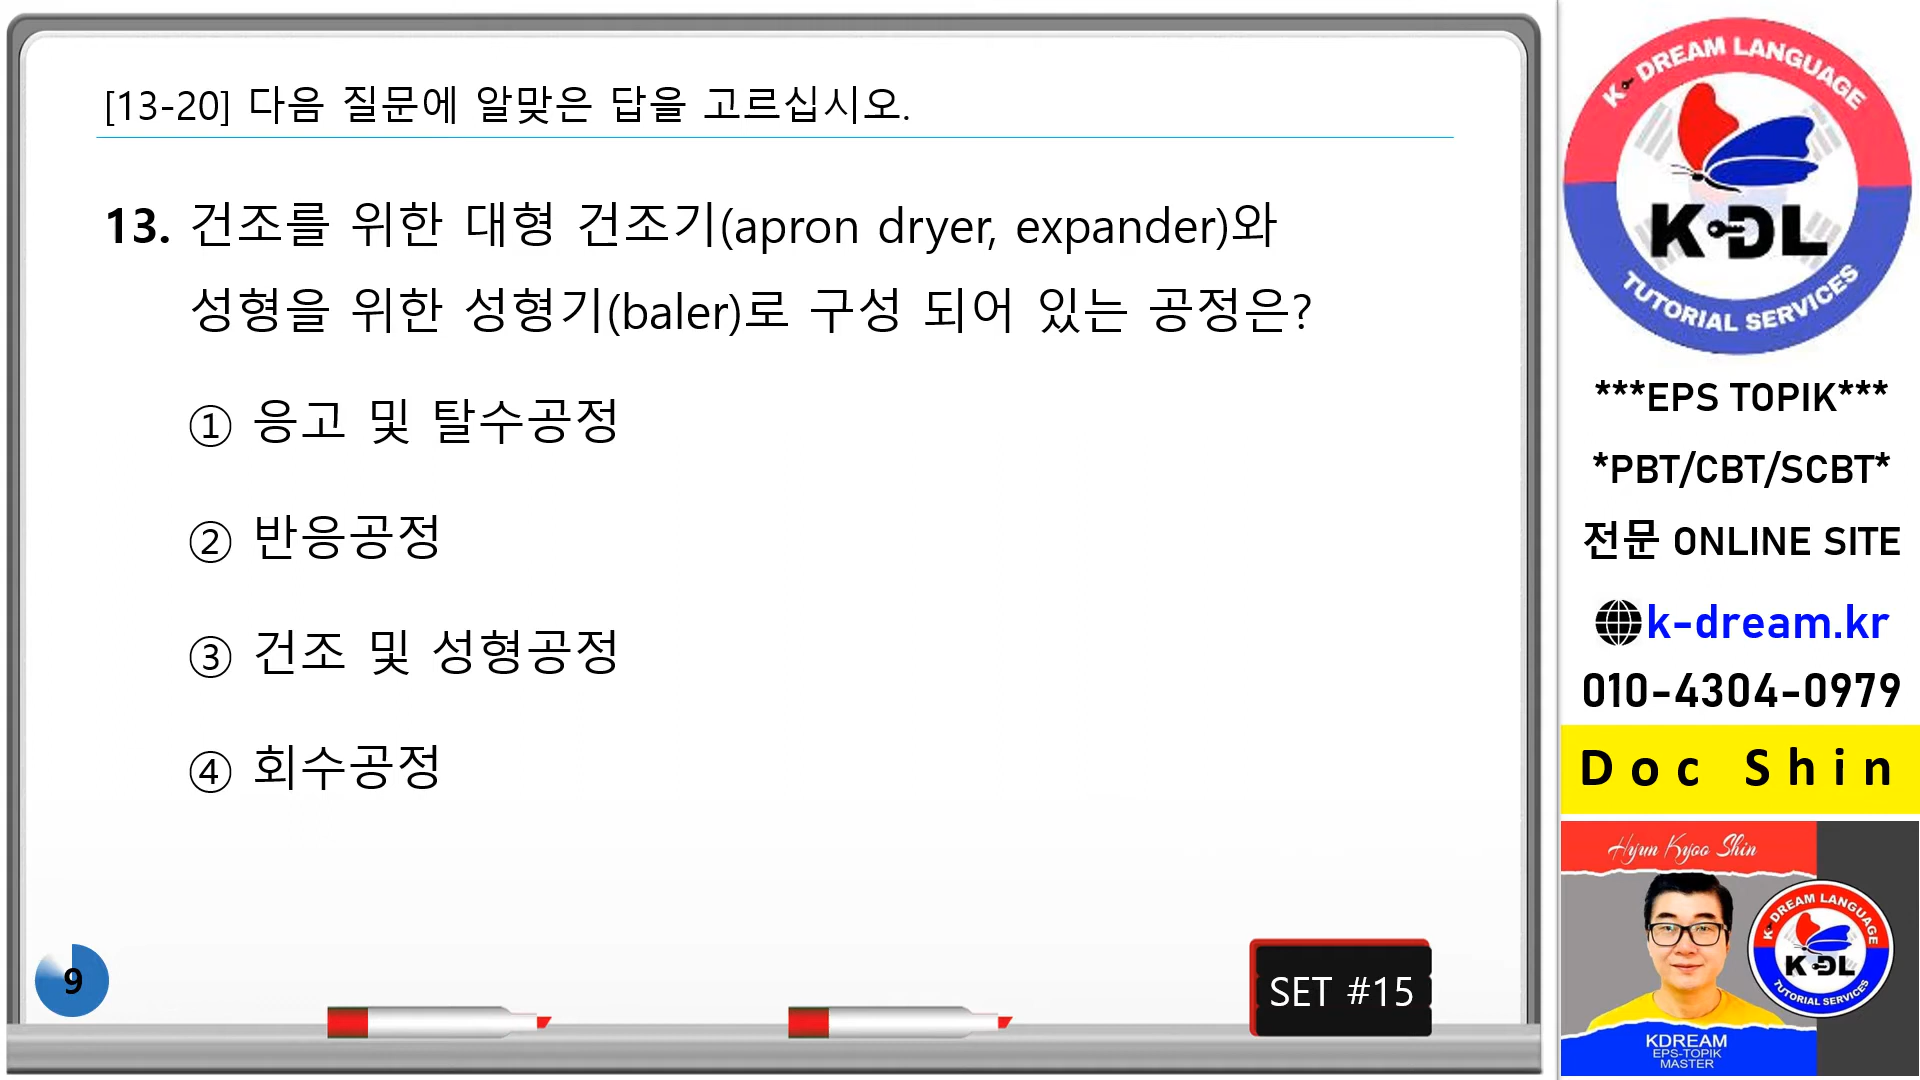 [13-20] 다음 질문에 알맞은 답을 고르십시오.
13. 건조를 위한 대형 건조기(apron dryer, expander)와
성형을 위한 성형기(baler)로 구성 되어 있는 공정은?
① 응고 및 탈수공정
② 반응공정
③ 건조 및 성형공정
④ 회수공정
9
SET #15
K-DREAM LANGUAGE
K-DL
TUTORIAL SERVICES
***EPS TOPIK***
*PBT/CBT/SCBT*
전문 ONLINE SITE
k-dream.kr
010-4304-0979
Doc Shin
Hyun Kyoo Shin
K-DREAM LANGUAGE
K-DL
TUTORIAL SERVICES
KDREAM
EPS-TOPIK
MASTER